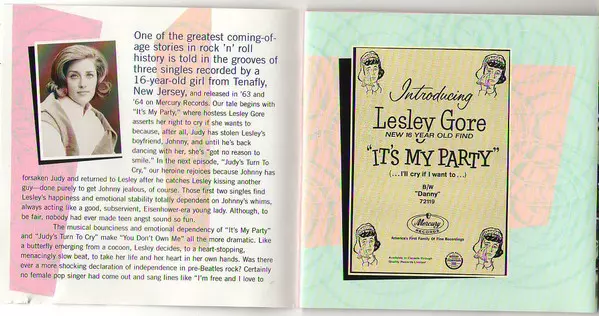 One of the greatest coming-of-
age stories in rock 'n' roll
history is told in the grooves of
three singles recorded by a
16-year-old girl from Tenafly,
New Jersey, and released in '63 and
'64 on Mercury Records. Our tale begins with
"It's My Party," where hostess Lesley Gore
asserts her right to cry if she wants to
because, after all, Judy has stolen Lesley's
boyfriend, Johnny, and until he's back
dancing with her, she's "got no reason to
smile." In the next episode, "Judy's Turn To
Cry," our heroine rejoices because Johnny has
forsaken Judy and returned to Lesley after he catches Lesley kissing another
guy—done purely to get Johnny jealous, of course. Those first two singles find
Lesley's happiness and emotional stability totally dependent on Johnny's whims,
always acting like a good, subservient, Eisenhower-era young lady. Although, to
be fair, nobody had ever made teen angst sound so fun.
The musical bounciness and emotional dependency of "It's My Party"
and "Judy's Turn To Cry" make "You Don't Own Me" all the more dramatic. Like
a butterfly emerging from a cocoon, Lesley decides, to a heart-stopping,
menacingly slow beat, to take her life and her heart in her own hands. Was there
ever a more shocking declaration of independence in pre-Beatles rock? Certainly
no female pop singer had come out and sang lines like "I'm free and I love to
Introducing
Lesley Gore
NEW 16 YEAR OLD FIND
"IT'S MY PARTY"
(...I'll cry if I want to...)
B/W
"Danny"
72119
Mercury
RECORDS
America's First Family Of Fine Recordings
Available in Canada through
Quality Records Limited